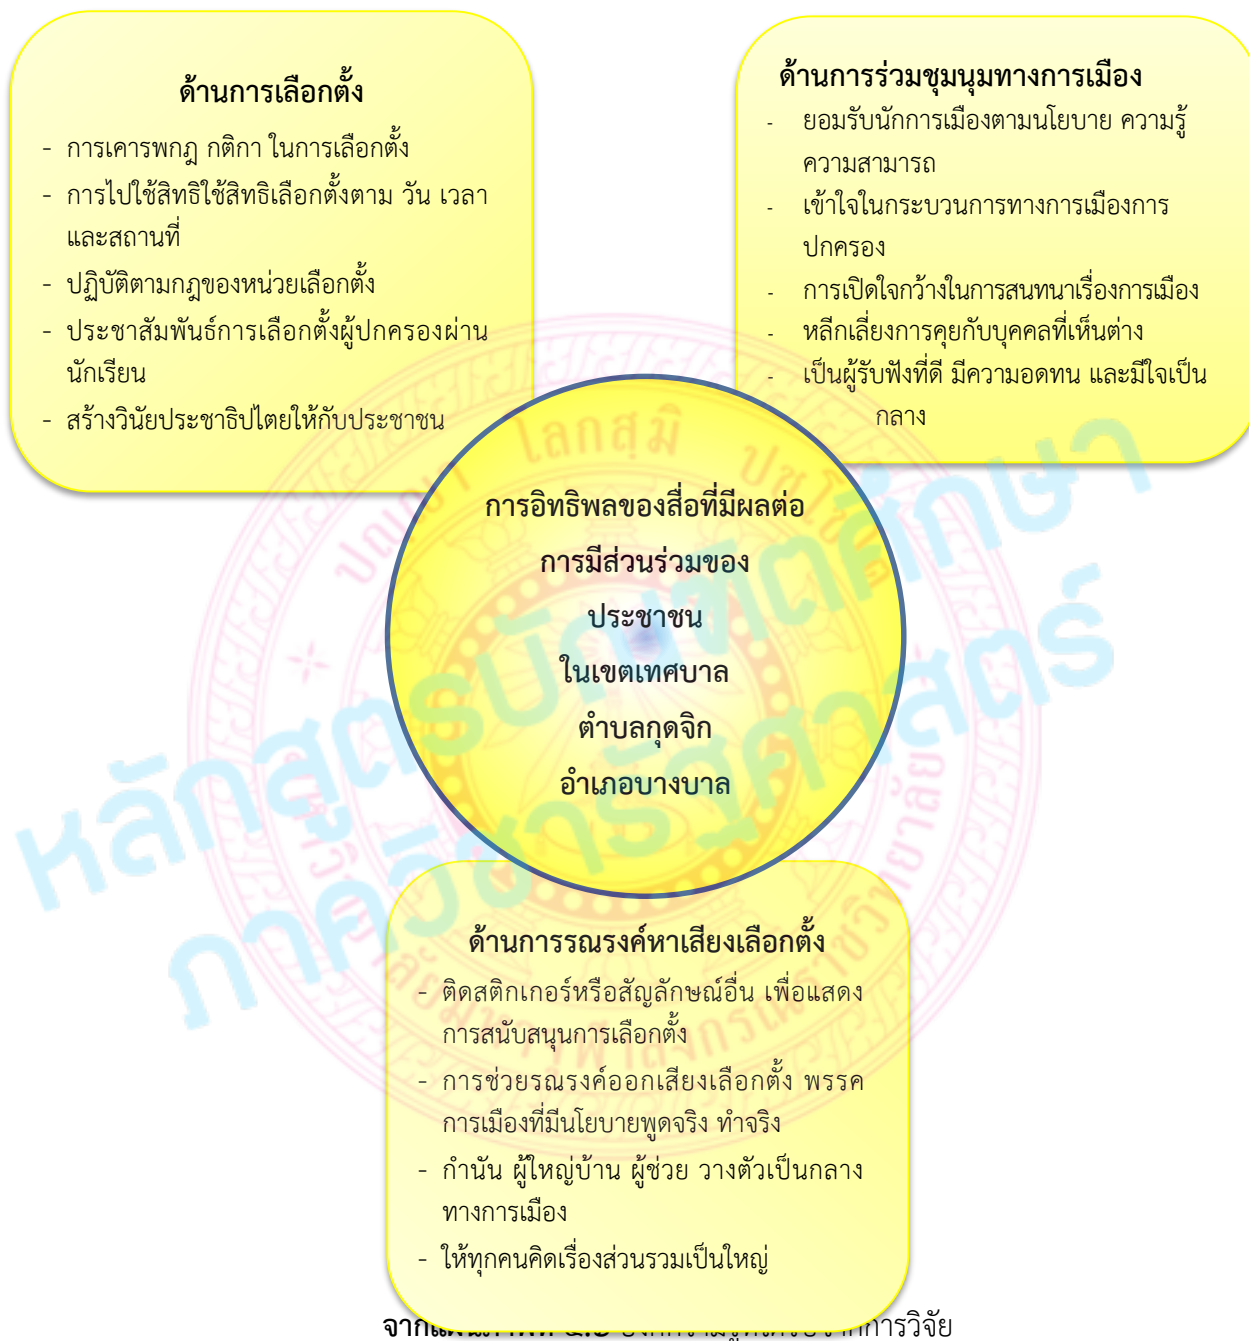 ด้านการเลือกตั้ง
- การเคารพกฎ กติกา ในการเลือกตั้ง
- การไปใช้สิทธิใช้สิทธิเลือกตั้งตาม วัน เวลา
และสถานที่
- ปฏิบัติตามกฎของหน่วยเลือกตั้ง
- ประชาสัมพันธ์การเลือกตั้งผู้ปกครองผ่าน
นักเรียน
- สร้างวินัยประชาธิปไตยให้กับประชาชน
ด้านการร่วมชุมนุมทางการเมือง
- ยอมรับนักการเมืองตามนโยบาย ความรู้
ความสามารถ
- เข้าใจในกระบวนการทางการเมืองการ
ปกครอง
- การเปิดใจกว้างในการสนทนาเรื่องการเมือง
- หลีกเลี่ยงการคุยกับบุคคลที่เห็นต่าง
- เป็นผู้รับฟังที่ดี มีความอดทน และมีใจเป็น
กลาง
การอิทธิพลของสื่อที่มีผลต่อ
การมีส่วนร่วมของ
ประชาชน
ในเขตเทศบาล
ตำบลกุดจิก
อำเภอบางบาล
หลักสูตรบัณฑิตศึกษา
ภาควิชารัฐศาสตร์
ด้านการรณรงค์หาเสียงเลือกตั้ง
- ติดสติกเกอร์หรือสัญลักษณ์อื่น เพื่อแสดง
การสนับสนุนการเลือกตั้ง
- การช่วยรณรงค์ออกเสียงเลือกตั้ง พรรค
การเมืองที่มีนโยบายพูดจริง ทำจริง
- กำนัน ผู้ใหญ่บ้าน ผู้ช่วย วางตัวเป็นกลาง
ทางการเมือง
- ให้ทุกคนคิดเรื่องส่วนรวมเป็นใหญ่
การวิจัย